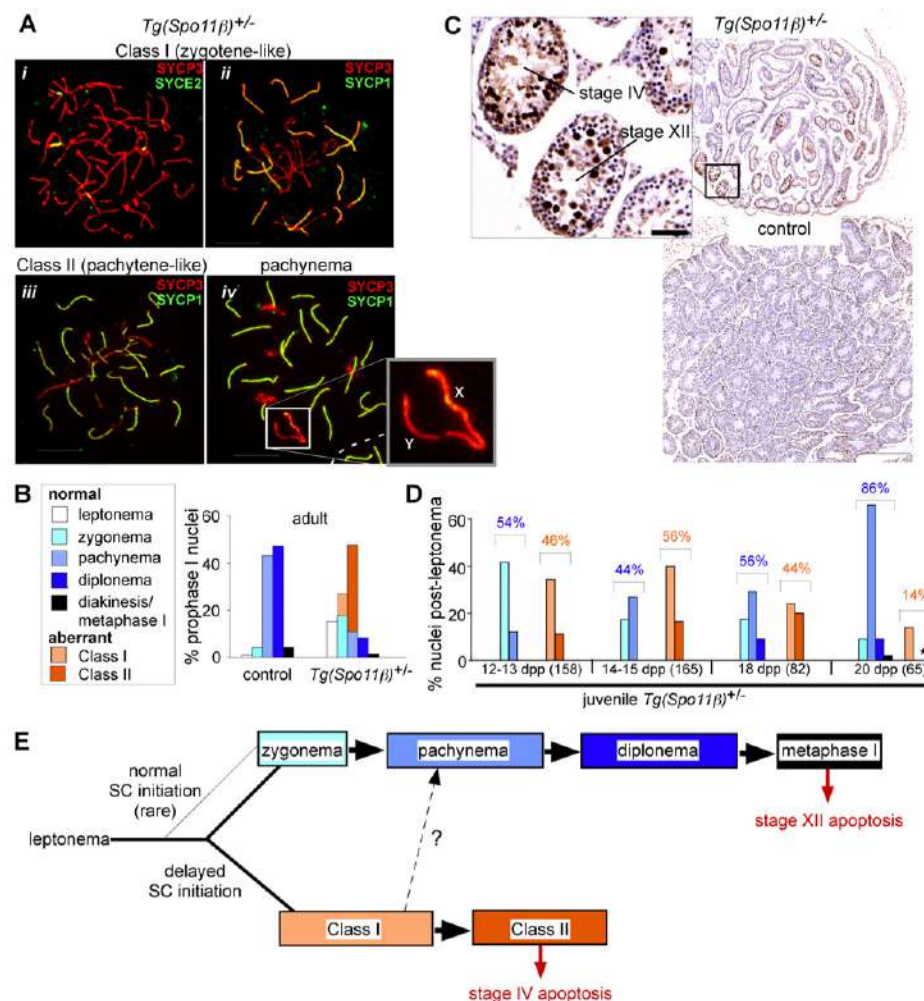 A
Tg(Spo11β)+/-
Class I (zygotene-like)
i
SYCP3
SYCE2
ii
SYCP3
SYCP1
Class II (pachytene-like)
pachynema
iii
SYCP3
SYCP1
iv
SYCP3
SYCP1
X
Y
C
Tg(Spo11β)+/-
stage IV
stage XII
control
B
normal
leptonema
zygonema
pachynema
diplonema
diakinesis/
metaphase I
aberrant
Class I
Class II
adult
% prophase I nuclei
60
40
20
0
control
Tg(Spo11β)+/-
D
% nuclei post-leptonema
60
40
20
0
54%
46%
44%
56%
56%
44%
86%
14%
*
12-13 dpp (158)
14-15 dpp (165)
18 dpp (82)
20 dpp (65)
juvenile Tg(Spo11β)+/-
E
zygonema
pachynema
diplonema
metaphase I
normal
SC initiation
(rare)
stage XII apoptosis
leptonema
?
delayed
SC initiation
Class I
Class II
stage IV apoptosis